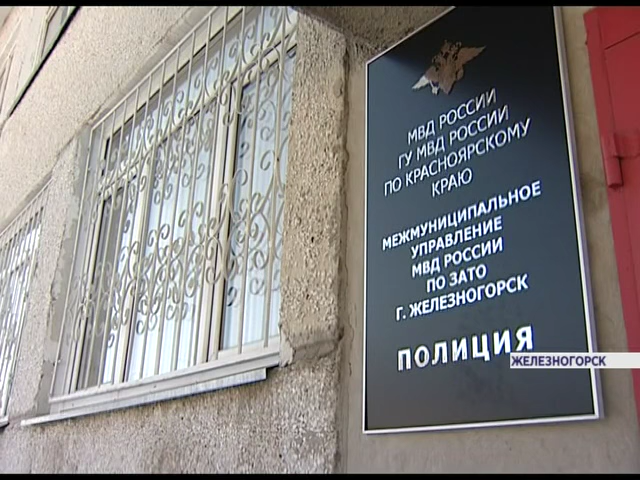 МВД РОССИИ
ГУ МВД РОССИИ
ПО КРАСНОЯРСКОМУ
КРАЮ
МЕЖМУНИЦИПАЛЬНОЕ
УПРАВЛЕНИЕ
МВД РОССИИ
ПО ЗАТО
Г. ЖЕЛЕЗНОГОРСК
ПОЛИЦИЯ
ЖЕЛЕЗНОГОРСК